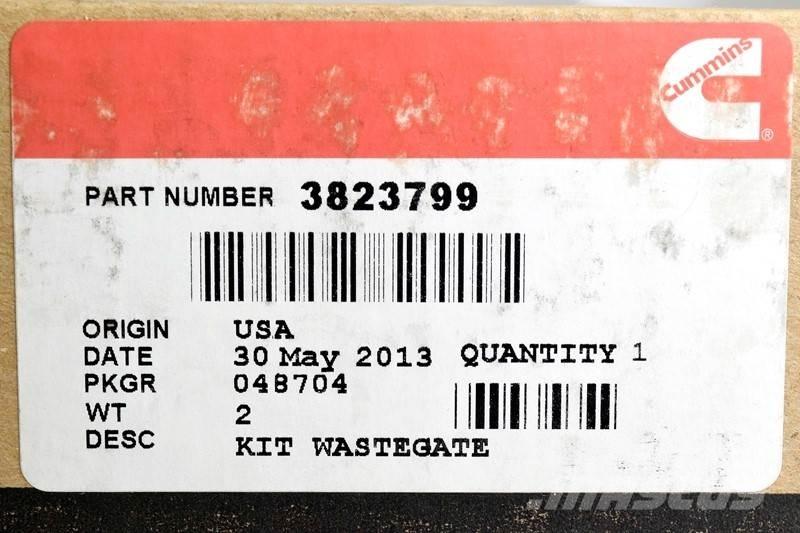 Cummins
®
PART NUMBER 3823799
ORIGIN USA
DATE 30 May 2013 QUANTITY 1
PKGR 048704
WT 2
DESC KIT WASTEGATE
MASCUS